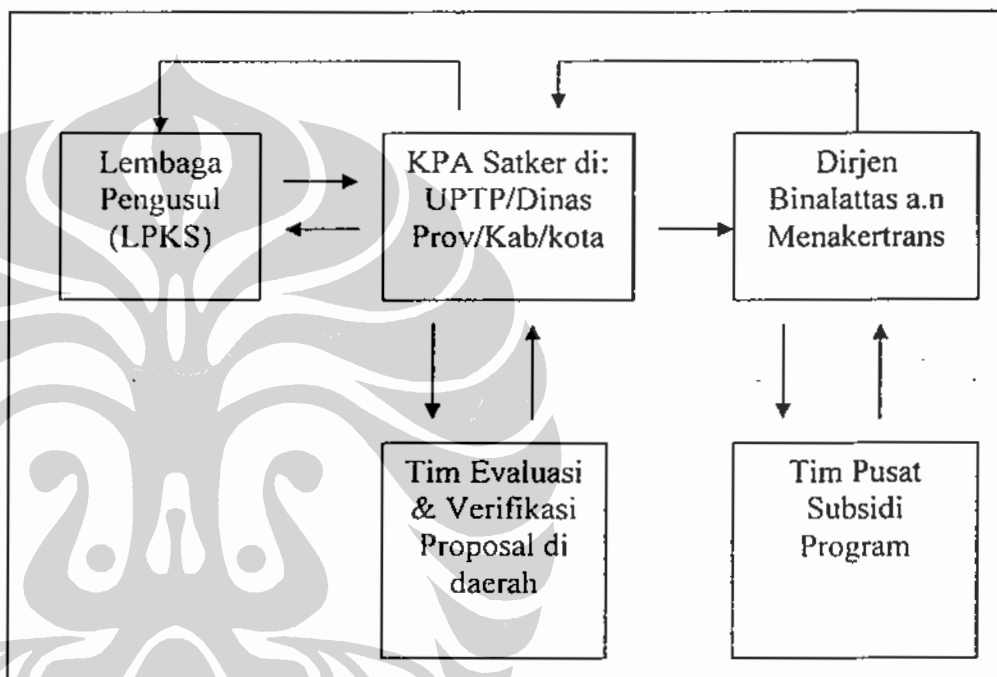 Lembaga
Pengusul
(LPKS)
KPA Satker di:
UPTP/Dinas
Prov/Kab/kota
Dirjen
Binalattas a.n
Menakertrans
Tim Evaluasi
& Verifikasi
Proposal di
daerah
Tim Pusat
Subsidi
Program